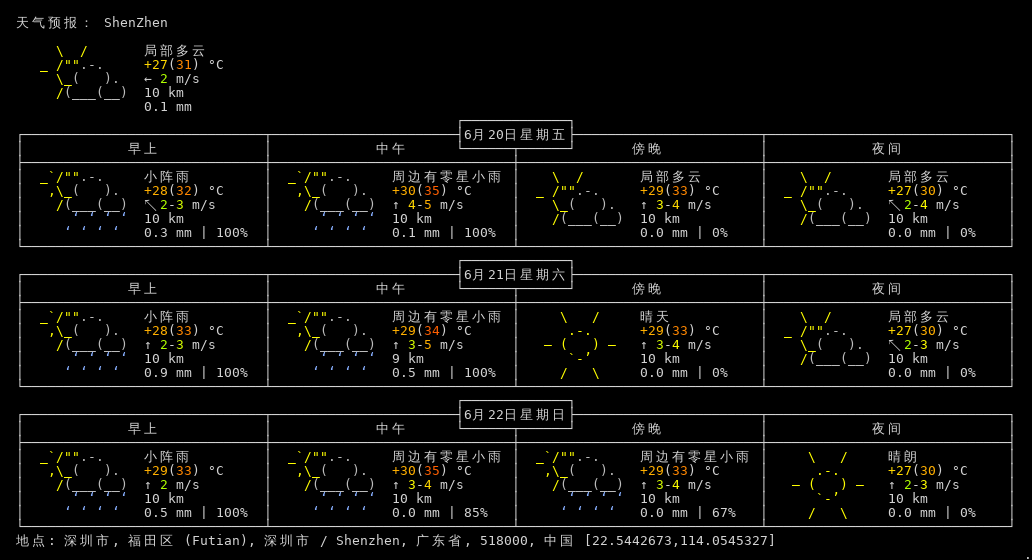 天气预报: ShenZhen
局部多云
+27(31) °C
← 2 m/s
10 km
0.1 mm
6月20日星期五
早上 中午 傍晚 夜间
小阵雨 周边有零星小雨 局部多云 局部多云
+28(32) °C +30(35) °C +29(33) °C +27(30) °C
↖ 2-3 m/s ↑ 4-5 m/s ↑ 3-4 m/s ↖ 2-4 m/s
10 km 10 km 10 km 10 km
0.3 mm | 100% 0.1 mm | 100% 0.0 mm | 0% 0.0 mm | 0%
6月21日星期六
早上 中午 傍晚 夜间
小阵雨 周边有零星小雨 晴天 局部多云
+28(33) °C +29(34) °C +29(33) °C +27(30) °C
↑ 2-3 m/s ↑ 3-5 m/s ↑ 3-4 m/s ↖ 2-3 m/s
10 km 9 km 10 km 10 km
0.9 mm | 100% 0.5 mm | 100% 0.0 mm | 0% 0.0 mm | 0%
6月22日星期日
早上 中午 傍晚 夜间
小阵雨 周边有零星小雨 周边有零星小雨 晴朗
+29(33) °C +30(35) °C +29(33) °C +27(30) °C
↑ 2 m/s ↑ 3-4 m/s ↑ 3-4 m/s ↑ 2-3 m/s
10 km 10 km 10 km 10 km
0.5 mm | 100% 0.0 mm | 85% 0.0 mm | 67% 0.0 mm | 0%
地点: 深圳市, 福田区 (Futian), 深圳市 / Shenzhen, 广东省, 518000, 中国 [22.5442673,114.0545327]